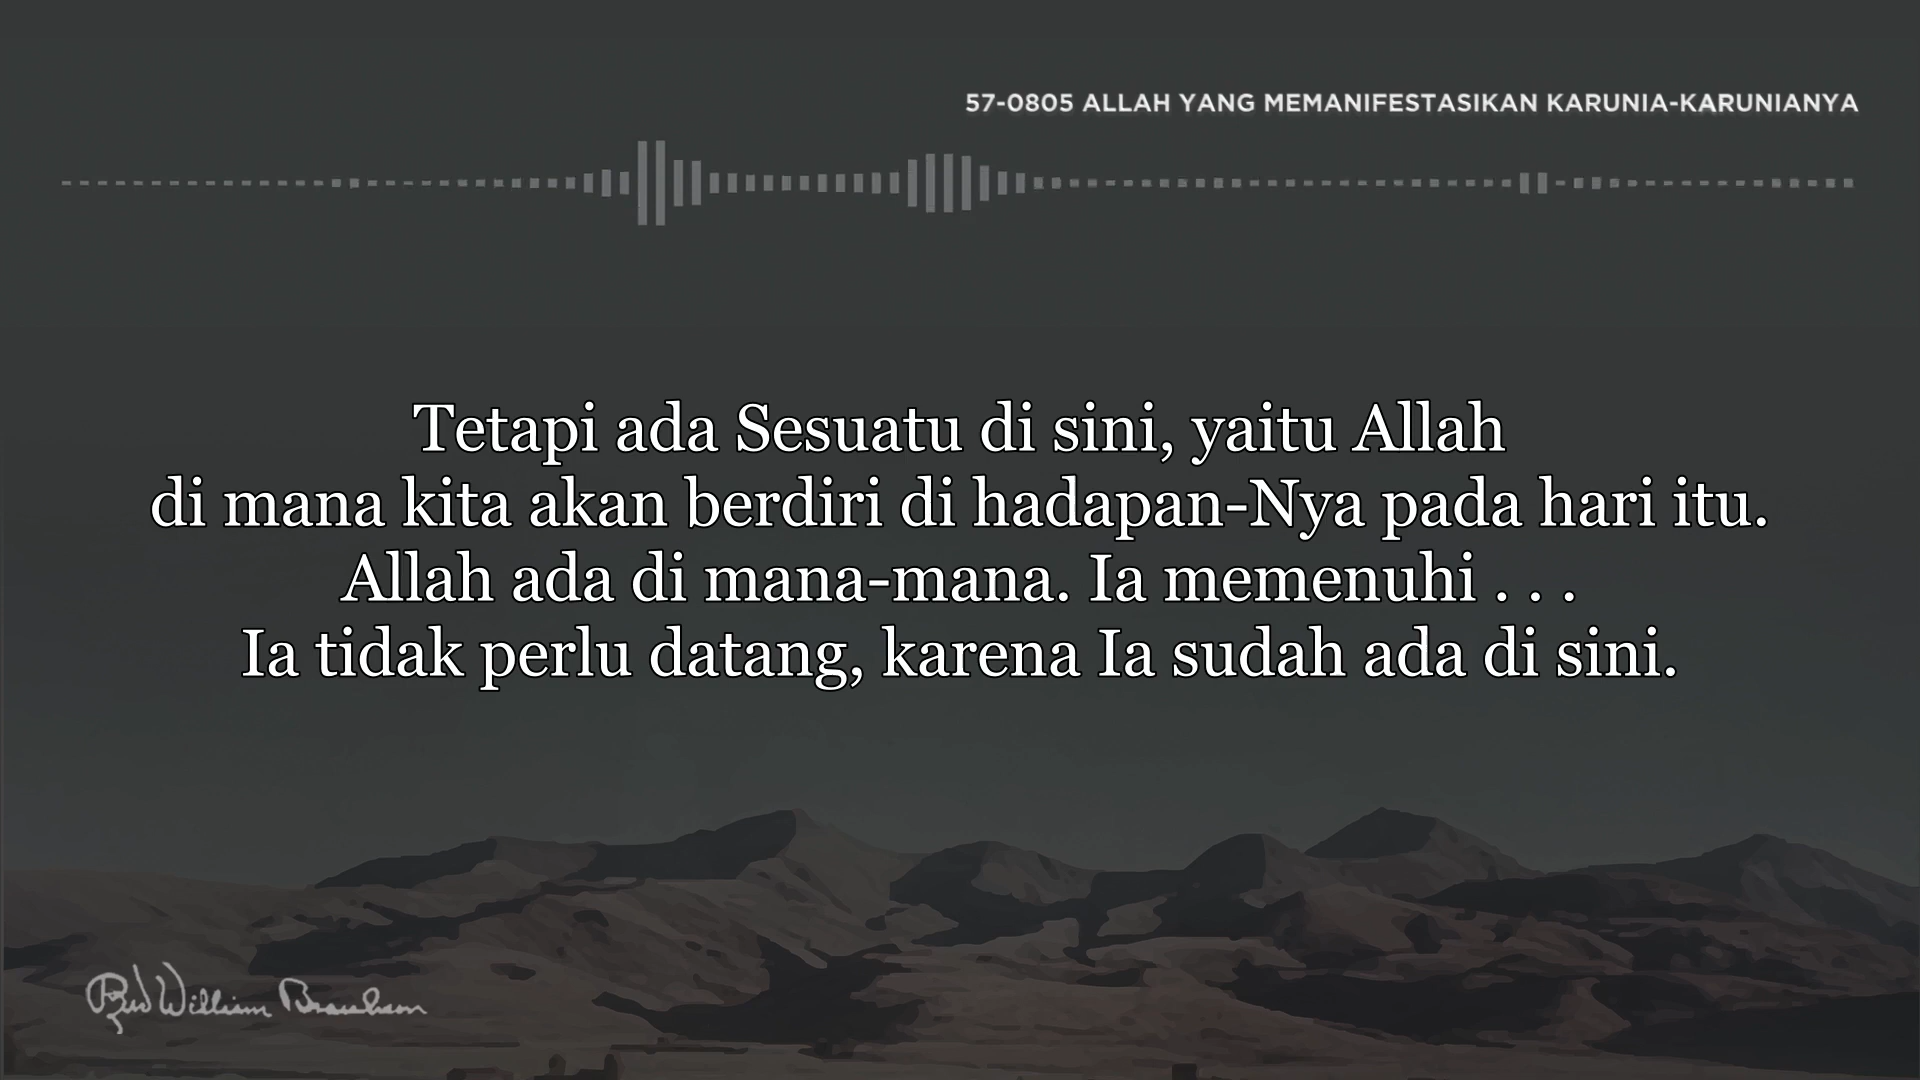 57-0805 ALLAH YANG MEMANIFESTASIKAN KARUNIA-KARUNIANYA
Tetapi ada Sesuatu di sini, yaitu Allah
di mana kita akan berdiri di hadapan-Nya pada hari itu.
Allah ada di mana-mana. Ia memenuhi . . .
Ia tidak perlu datang, karena Ia sudah ada di sini.
William Branham